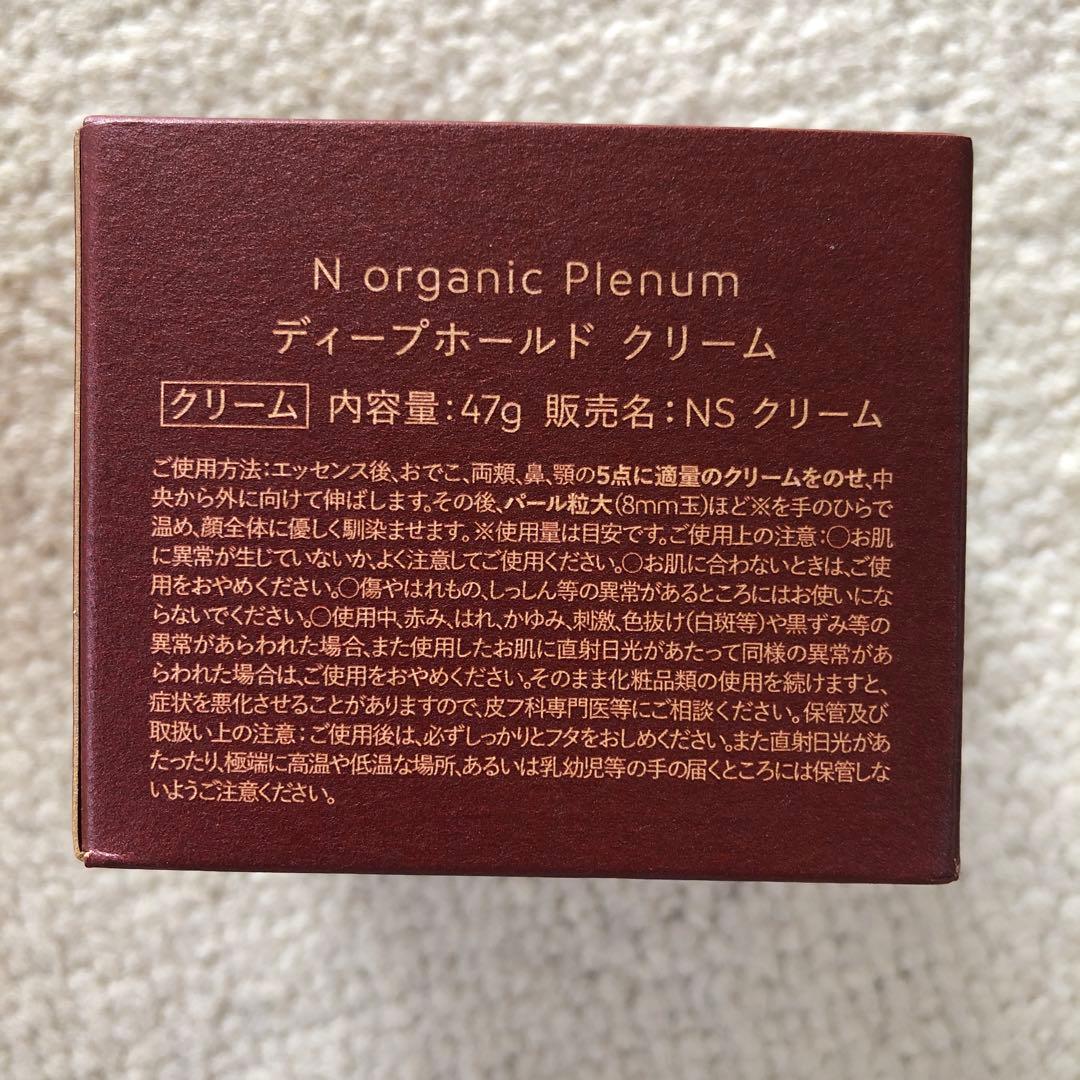 N organic Plenum
ディープホールド クリーム
クリーム 内容量：47g 販売名：NS クリーム
ご使用方法：エッセンス後、おでこ、両頬、鼻、顎の5点に適量のクリームをのせ、中
央から外に向けて伸ばします。その後、パール粒大（8mm玉）ほど※を手のひらで
温め、顔全体に優しく馴染ませます。※使用量は目安です。ご使用上の注意：○お肌
に異常が生じていないか、よく注意してご使用ください。○お肌に合わないときは、ご使
用をおやめください。○傷やはれもの、しっしん等の異常があるところにはお使いにな
らないでください。○使用中、赤み、はれ、かゆみ、刺激、色抜け（白斑等）や黒ずみ等の
異常があらわれた場合、また使用したお肌に直射日光があたって同様の異常があ
らわれた場合は、ご使用をおやめください。そのまま化粧品類の使用を続けますと、
症状を悪化させることがありますので、皮フ科専門医等にご相談ください。保管及び
取扱い上の注意：ご使用後は、必ずしっかりとフタをおしめください。また直射日光があ
たったり、極端に高温や低温な場所、あるいは乳幼児等の手の届くところには保管しな
いようご注意ください。